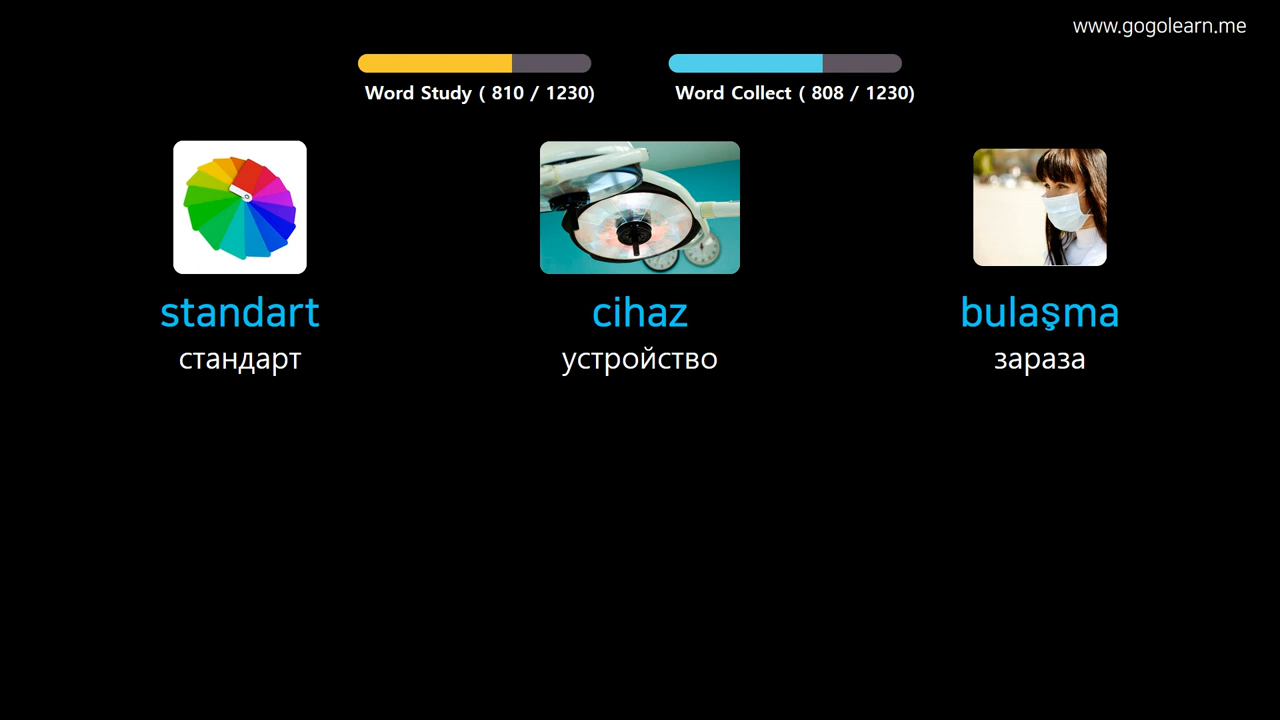 www.gogolearn.me
Word Study ( 810 / 1230)
Word Collect ( 808 / 1230)
standart
cihaz
bulaşma
стандарт
устройство
зараза